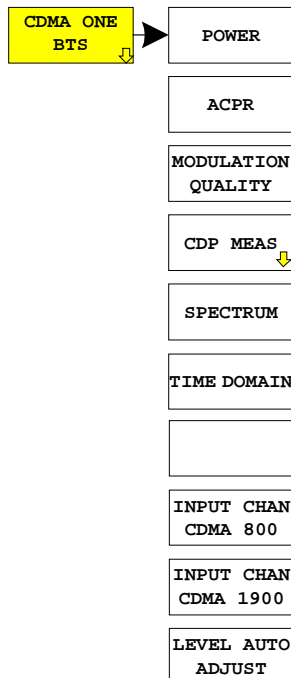 CDMA ONE
BTS
POWER
ACPR
MODULATION
QUALITY
CDP MEAS
SPECTRUM
TIME DOMAIN
INPUT CHAN
CDMA 800
INPUT CHAN
CDMA 1900
LEVEL AUTO
ADJUST